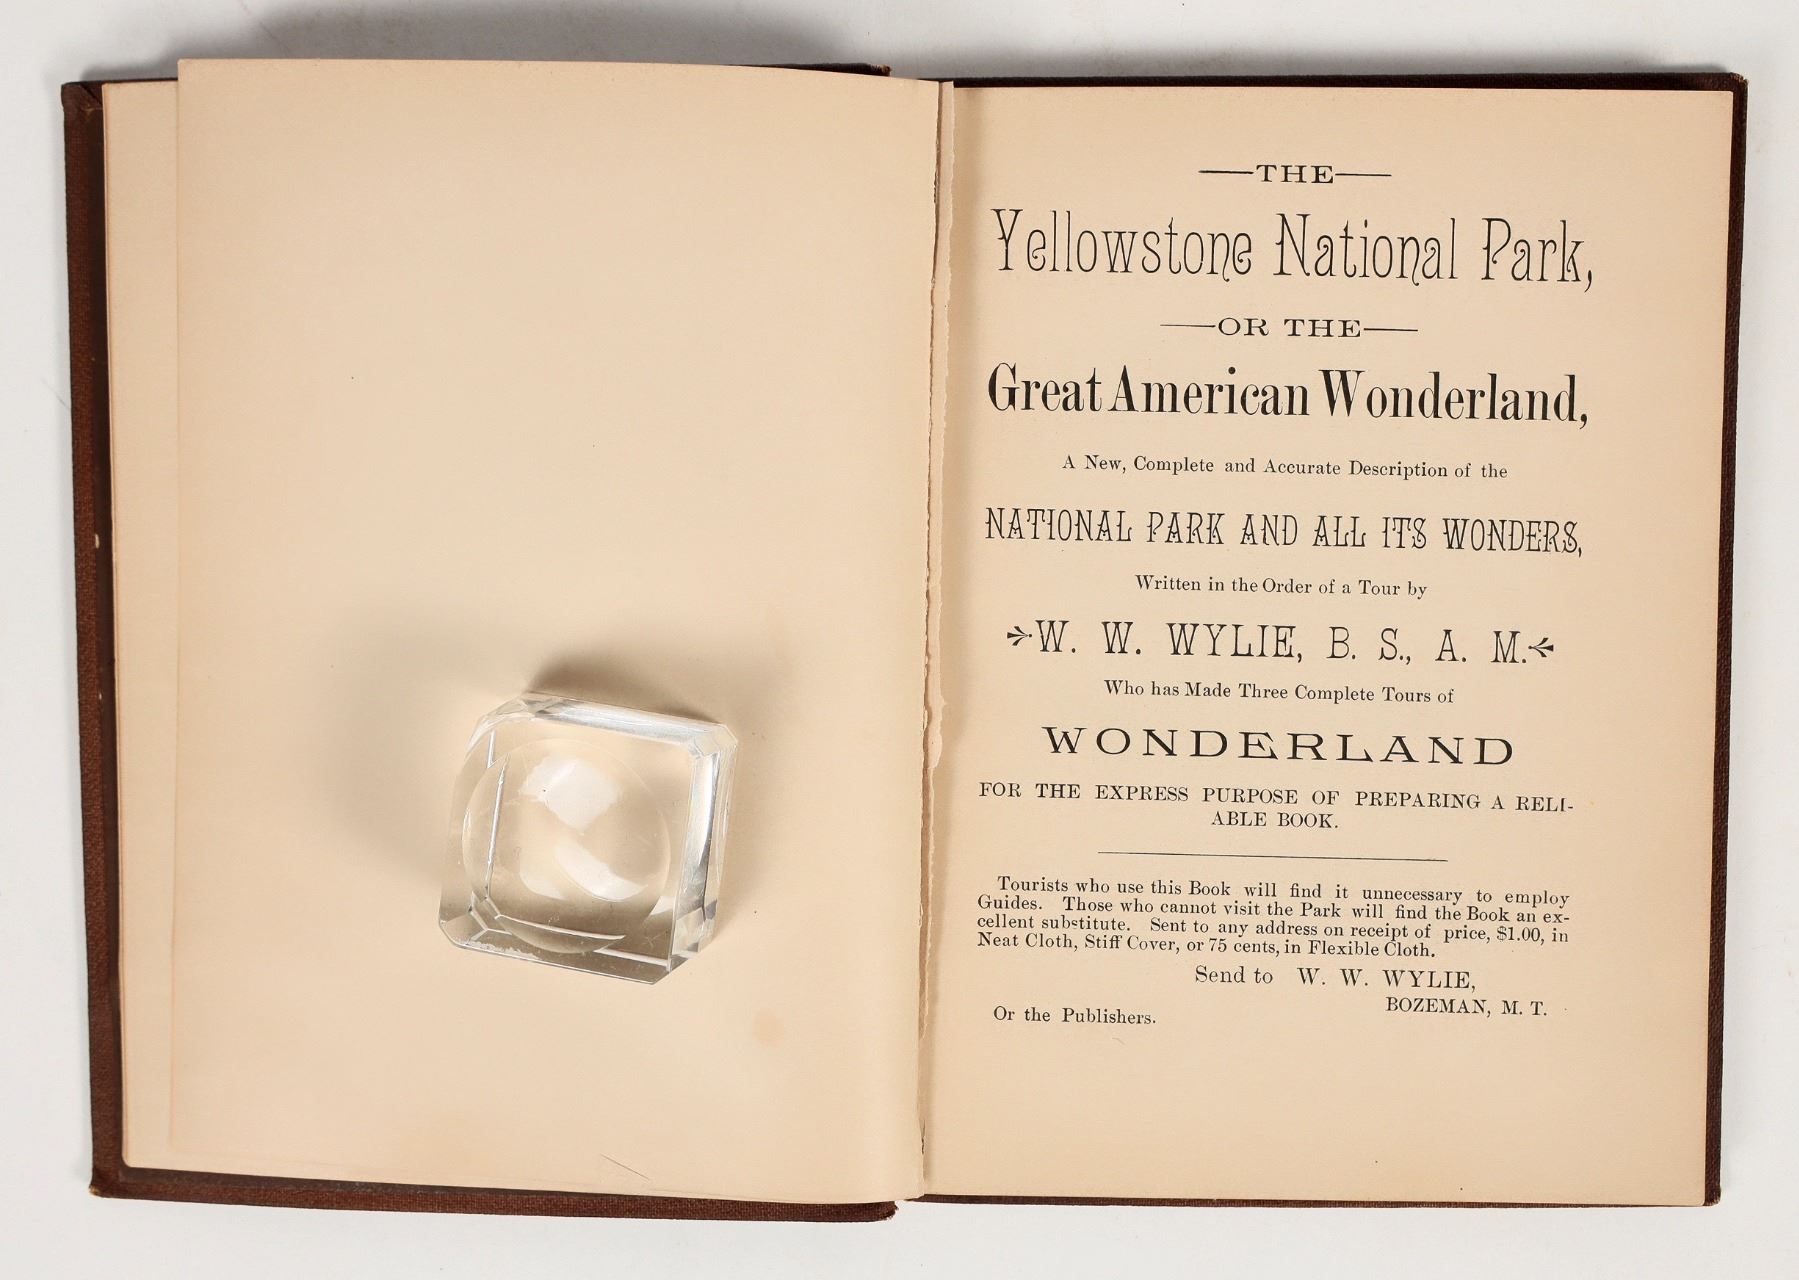 THE
Yellowstone National Park,
OR THE
Great American Wonderland,
A New, Complete and Accurate Description of the
NATIONAL PARK AND ALL ITS WONDERS,
Written in the Order of a Tour by
W. W. WYLIE, B. S., A. M.
Who has Made Three Complete Tours of
WONDERLAND
FOR THE EXPRESS PURPOSE OF PREPARING A RELI-
ABLE BOOK.
Tourists who use this Book will find it unnecessary to employ
Guides. Those who cannot visit the Park will find the Book an ex-
cellent substitute. Sent to any address on receipt of price, $1.00, in
Neat Cloth, Stiff Cover, or 75 cents, in Flexible Cloth.
Send to W. W. WYLIE,
BOZEMAN, M. T.
Or the Publishers.